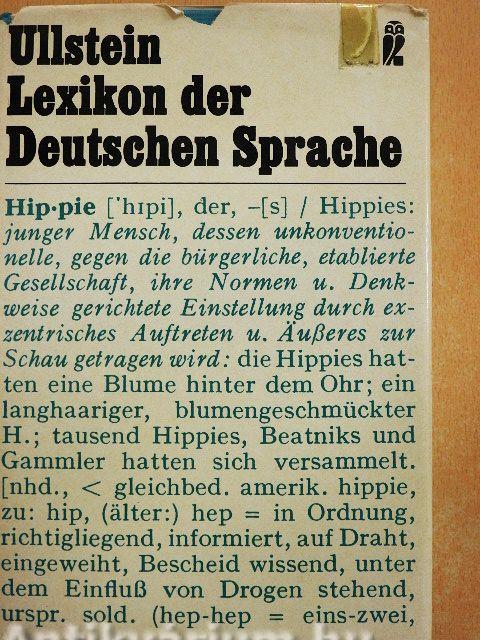 Ullstein
Lexikon der
Deutschen Sprache
Hip·pie ['hɪpi], der, –[s] / Hippies:
junger Mensch, dessen unkonventio-
nelle, gegen die bürgerliche, etablierte
Gesellschaft, ihre Normen u. Denk-
weise gerichtete Einstellung durch ex-
zentrisches Auftreten u. Äußeres zur
Schau getragen wird: die Hippies hat-
ten eine Blume hinter dem Ohr; ein
langhaariger, blumengeschmückter
H.; tausend Hippies, Beatniks und
Gammler hatten sich versammelt.
[nhd., < gleichbed. amerik. hippie,
zu: hip, (älter:) hep = in Ordnung,
richtigliegend, informiert, auf Draht,
eingeweiht, Bescheid wissend, unter
dem Einfluß von Drogen stehend,
urspr. sold. (hep-hep = eins-zwei,